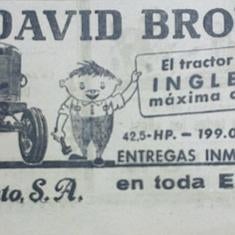 DAVID BRO
El tractor
INGLE
máxima
42,5-HP. – 199.0
ENTREGAS INM
to, S. A.
en toda E